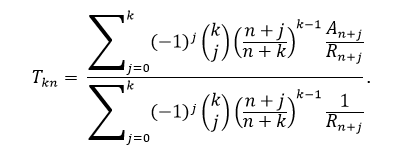 T_{kn} = \frac{\sum_{j=0}^{k} (-1)^j \binom{k}{j} \left(\frac{n+j}{n+k}\right)^{k-1} \frac{A_{n+j}}{R_{n+j}}}{\sum_{j=0}^{k} (-1)^j \binom{k}{j} \left(\frac{n+j}{n+k}\right)^{k-1} \frac{1}{R_{n+j}}}.